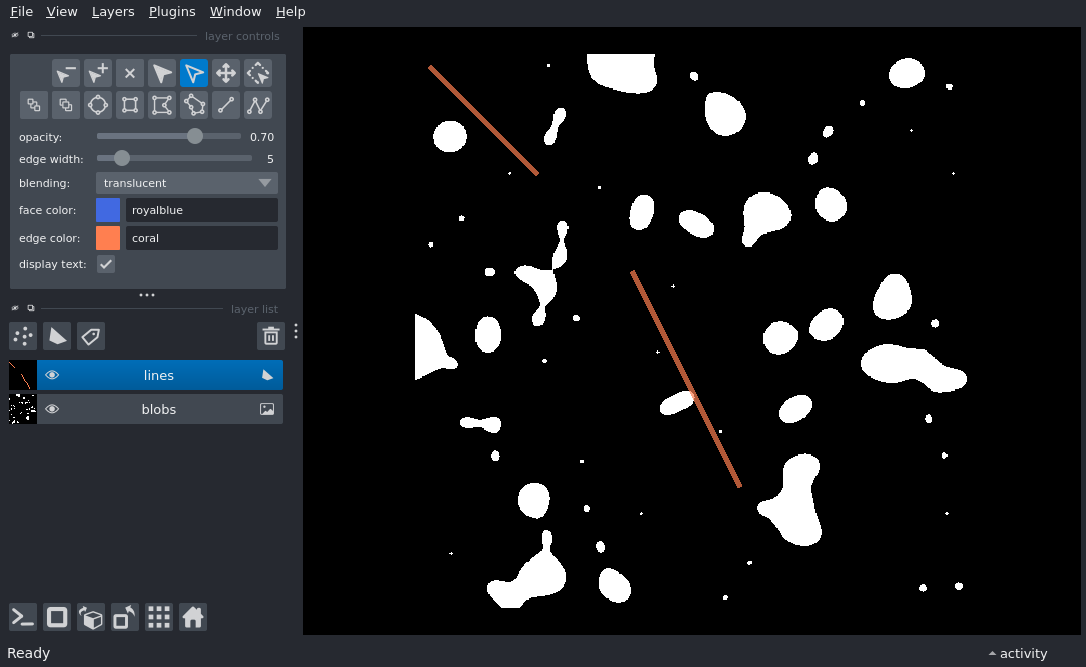 File View Layers Plugins Window Help
layer controls
opacity: 0.70
edge width: 5
blending: translucent
face color: royalblue
edge color: coral
display text:
layer list
lines
blobs
Ready
activity